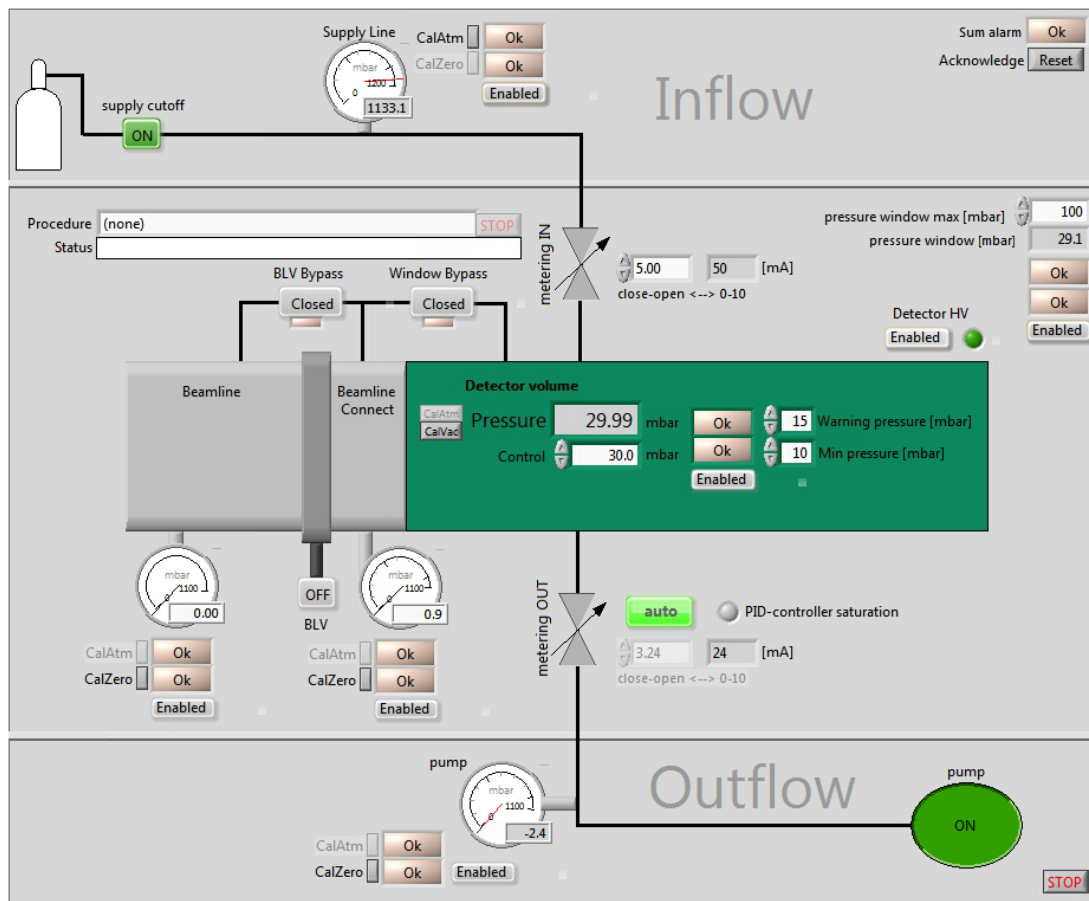 Supply Line
CalAtm Ok
CalZero Ok
Enabled
mbar
0 1200
1133.1
Sum alarm Ok
Acknowledge Reset
Inflow
supply cutoff
ON
Procedure (none) STOP
Status
BLV Bypass
Closed
Window Bypass
Closed
metering IN
5.00 50 [mA]
close-open <--> 0-10
pressure window max [mbar] 100
pressure window [mbar] 29.1
Ok
Ok
Enabled
Detector HV
Enabled
Beamline
Beamline
Connect
Detector volume
CalAtm
CalVac
Pressure 29.99 mbar
Control 30.0 mbar
Ok
Ok
Enabled
15 Warning pressure [mbar]
10 Min pressure [mbar]
mbar
0 1100
0.00
CalAtm Ok
CalZero Ok
Enabled
OFF
BLV
mbar
0 1100
0.9
CalAtm Ok
CalZero Ok
Enabled
metering OUT
auto
PID-controller saturation
3.24 24 [mA]
close-open <--> 0-10
pump
mbar
0 1100
-2.4
CalAtm Ok
CalZero Ok
Enabled
Outflow
pump
ON
STOP